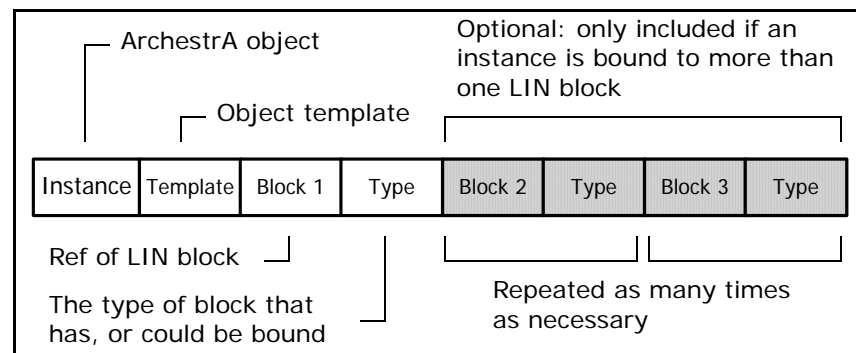 ArchestrA object
Optional: only included if an
instance is bound to more than
one LIN block
Object template
Instance Template Block 1 Type Block 2 Type Block 3 Type
Ref of LIN block
The type of block that
has, or could be bound
Repeated as many times
as necessary